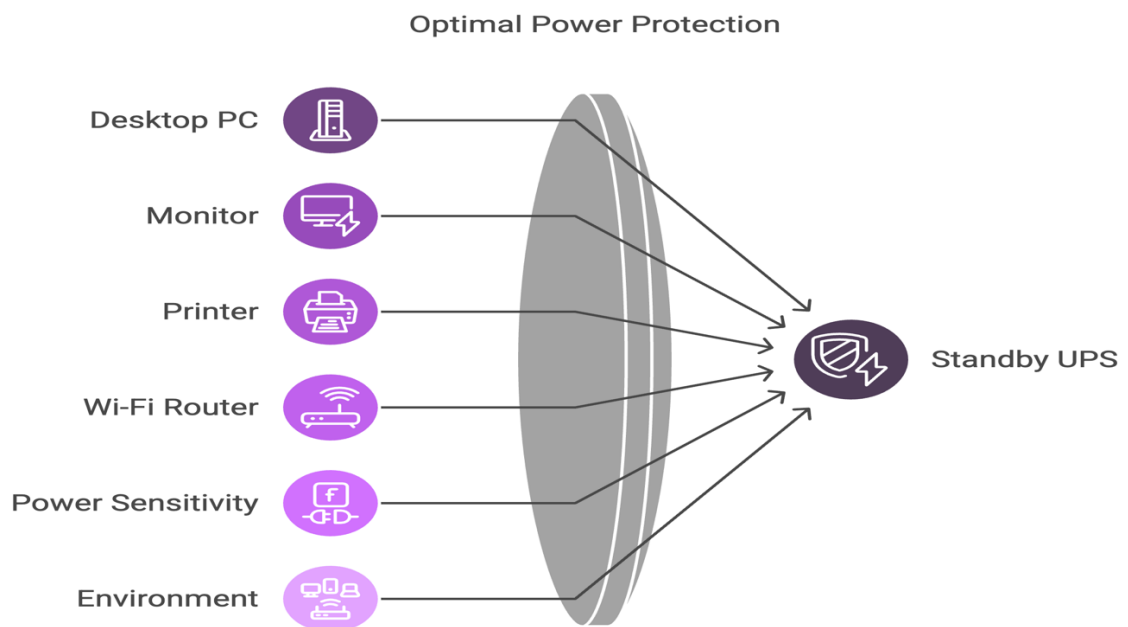 Optimal Power Protection
Desktop PC
Monitor
Printer
Wi-Fi Router
Power Sensitivity
Environment
Standby UPS
f